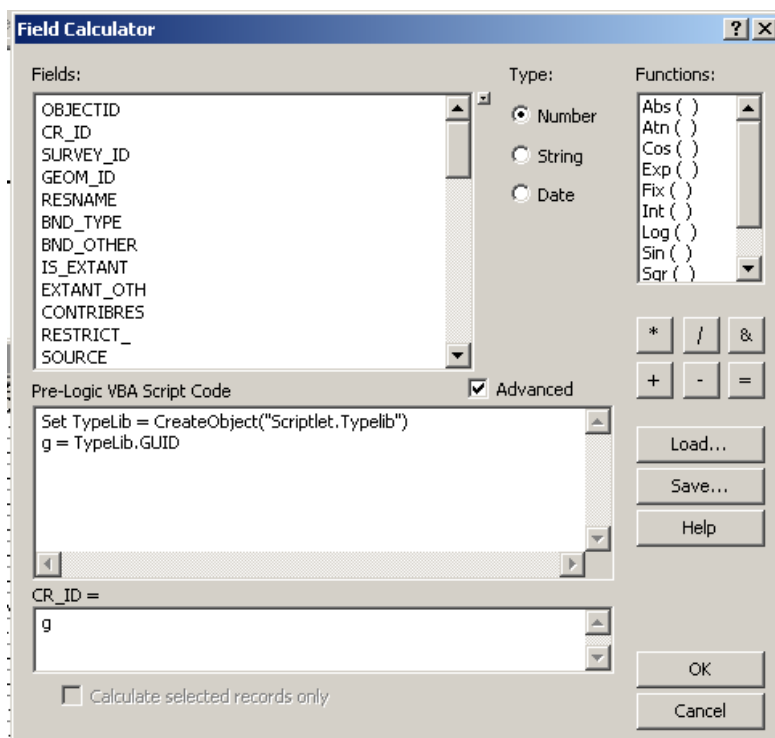 Field Calculator
Fields:
OBJECTID
CR_ID
SURVEY_ID
GEOM_ID
RESNAME
BND_TYPE
BND_OTHER
IS_EXTANT
EXTANT_OTH
CONTRIBRES
RESTRICT_
SOURCE
Type:
Number
String
Date
Functions:
Abs ( )
Atn ( )
Cos ( )
Exp ( )
Fix ( )
Int ( )
Log ( )
Sin ( )
Sqr ( )
* / &
+ - =
Pre-Logic VBA Script Code
Advanced
Set TypeLib = CreateObject("Scriptlet.Typelib")
g = TypeLib.GUID
Load...
Save...
Help
CR_ID =
g
Calculate selected records only
OK
Cancel